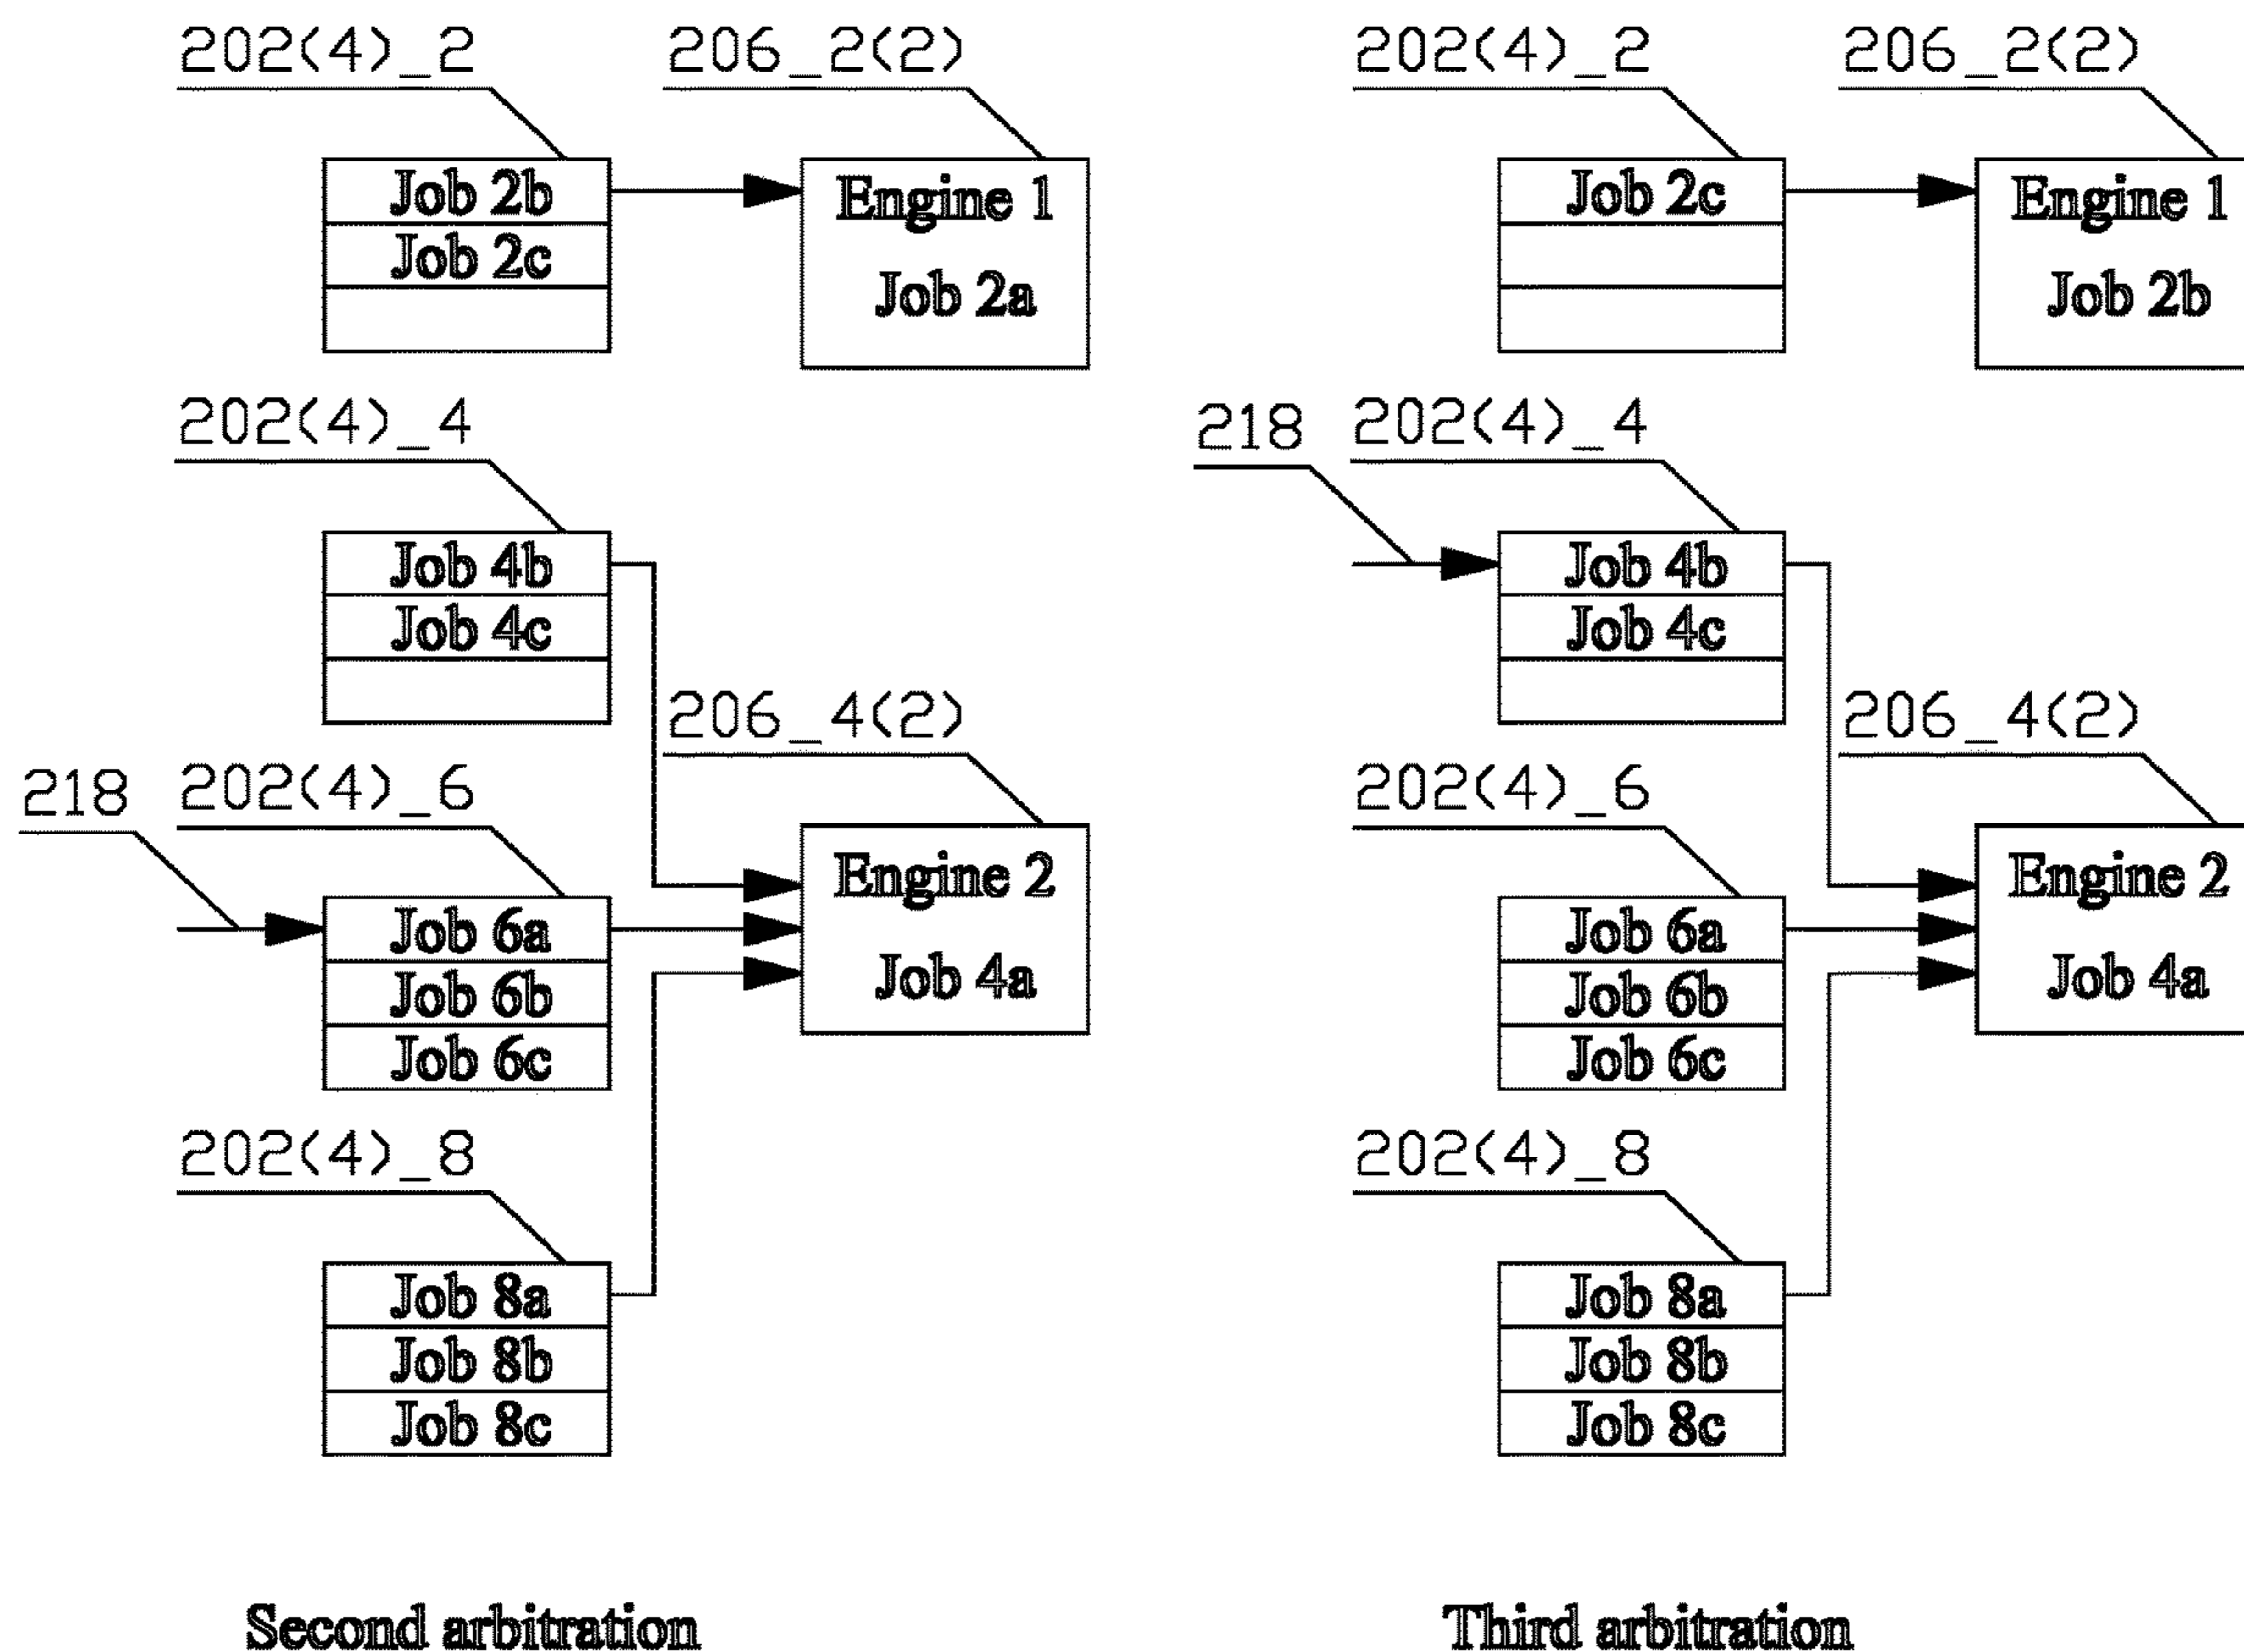 202(4)_2
206_2(2)
Job 2b
Job 2c
Engine 1
Job 2a
202(4)_4
Job 4b
Job 4c
206_4(2)
218
202(4)_6
Job 6a
Job 6b
Job 6c
Engine 2
Job 4a
202(4)_8
Job 8a
Job 8b
Job 8c
Second arbitration
202(4)_2
206_2(2)
Job 2c
Engine 1
Job 2b
218
202(4)_4
Job 4b
Job 4c
206_4(2)
202(4)_6
Job 6a
Job 6b
Job 6c
Engine 2
Job 4a
202(4)_8
Job 8a
Job 8b
Job 8c
Third arbitration